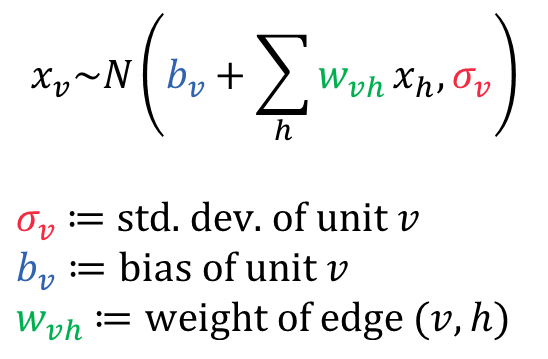 x_v~N(b_v + ∑_h w_vh x_h, σ_v)
σ_v ≔ std. dev. of unit v
b_v ≔ bias of unit v
w_vh ≔ weight of edge (v, h)